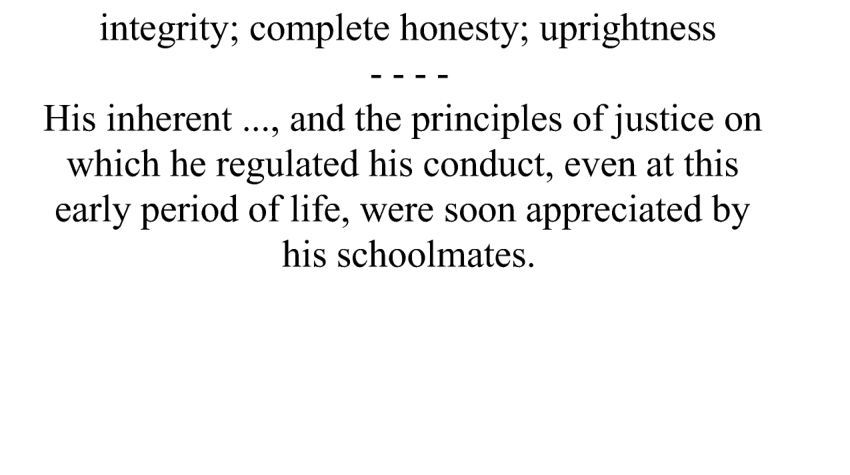 integrity; complete honesty; uprightness
- - - -
His inherent ..., and the principles of justice on
which he regulated his conduct, even at this
early period of life, were soon appreciated by
his schoolmates.